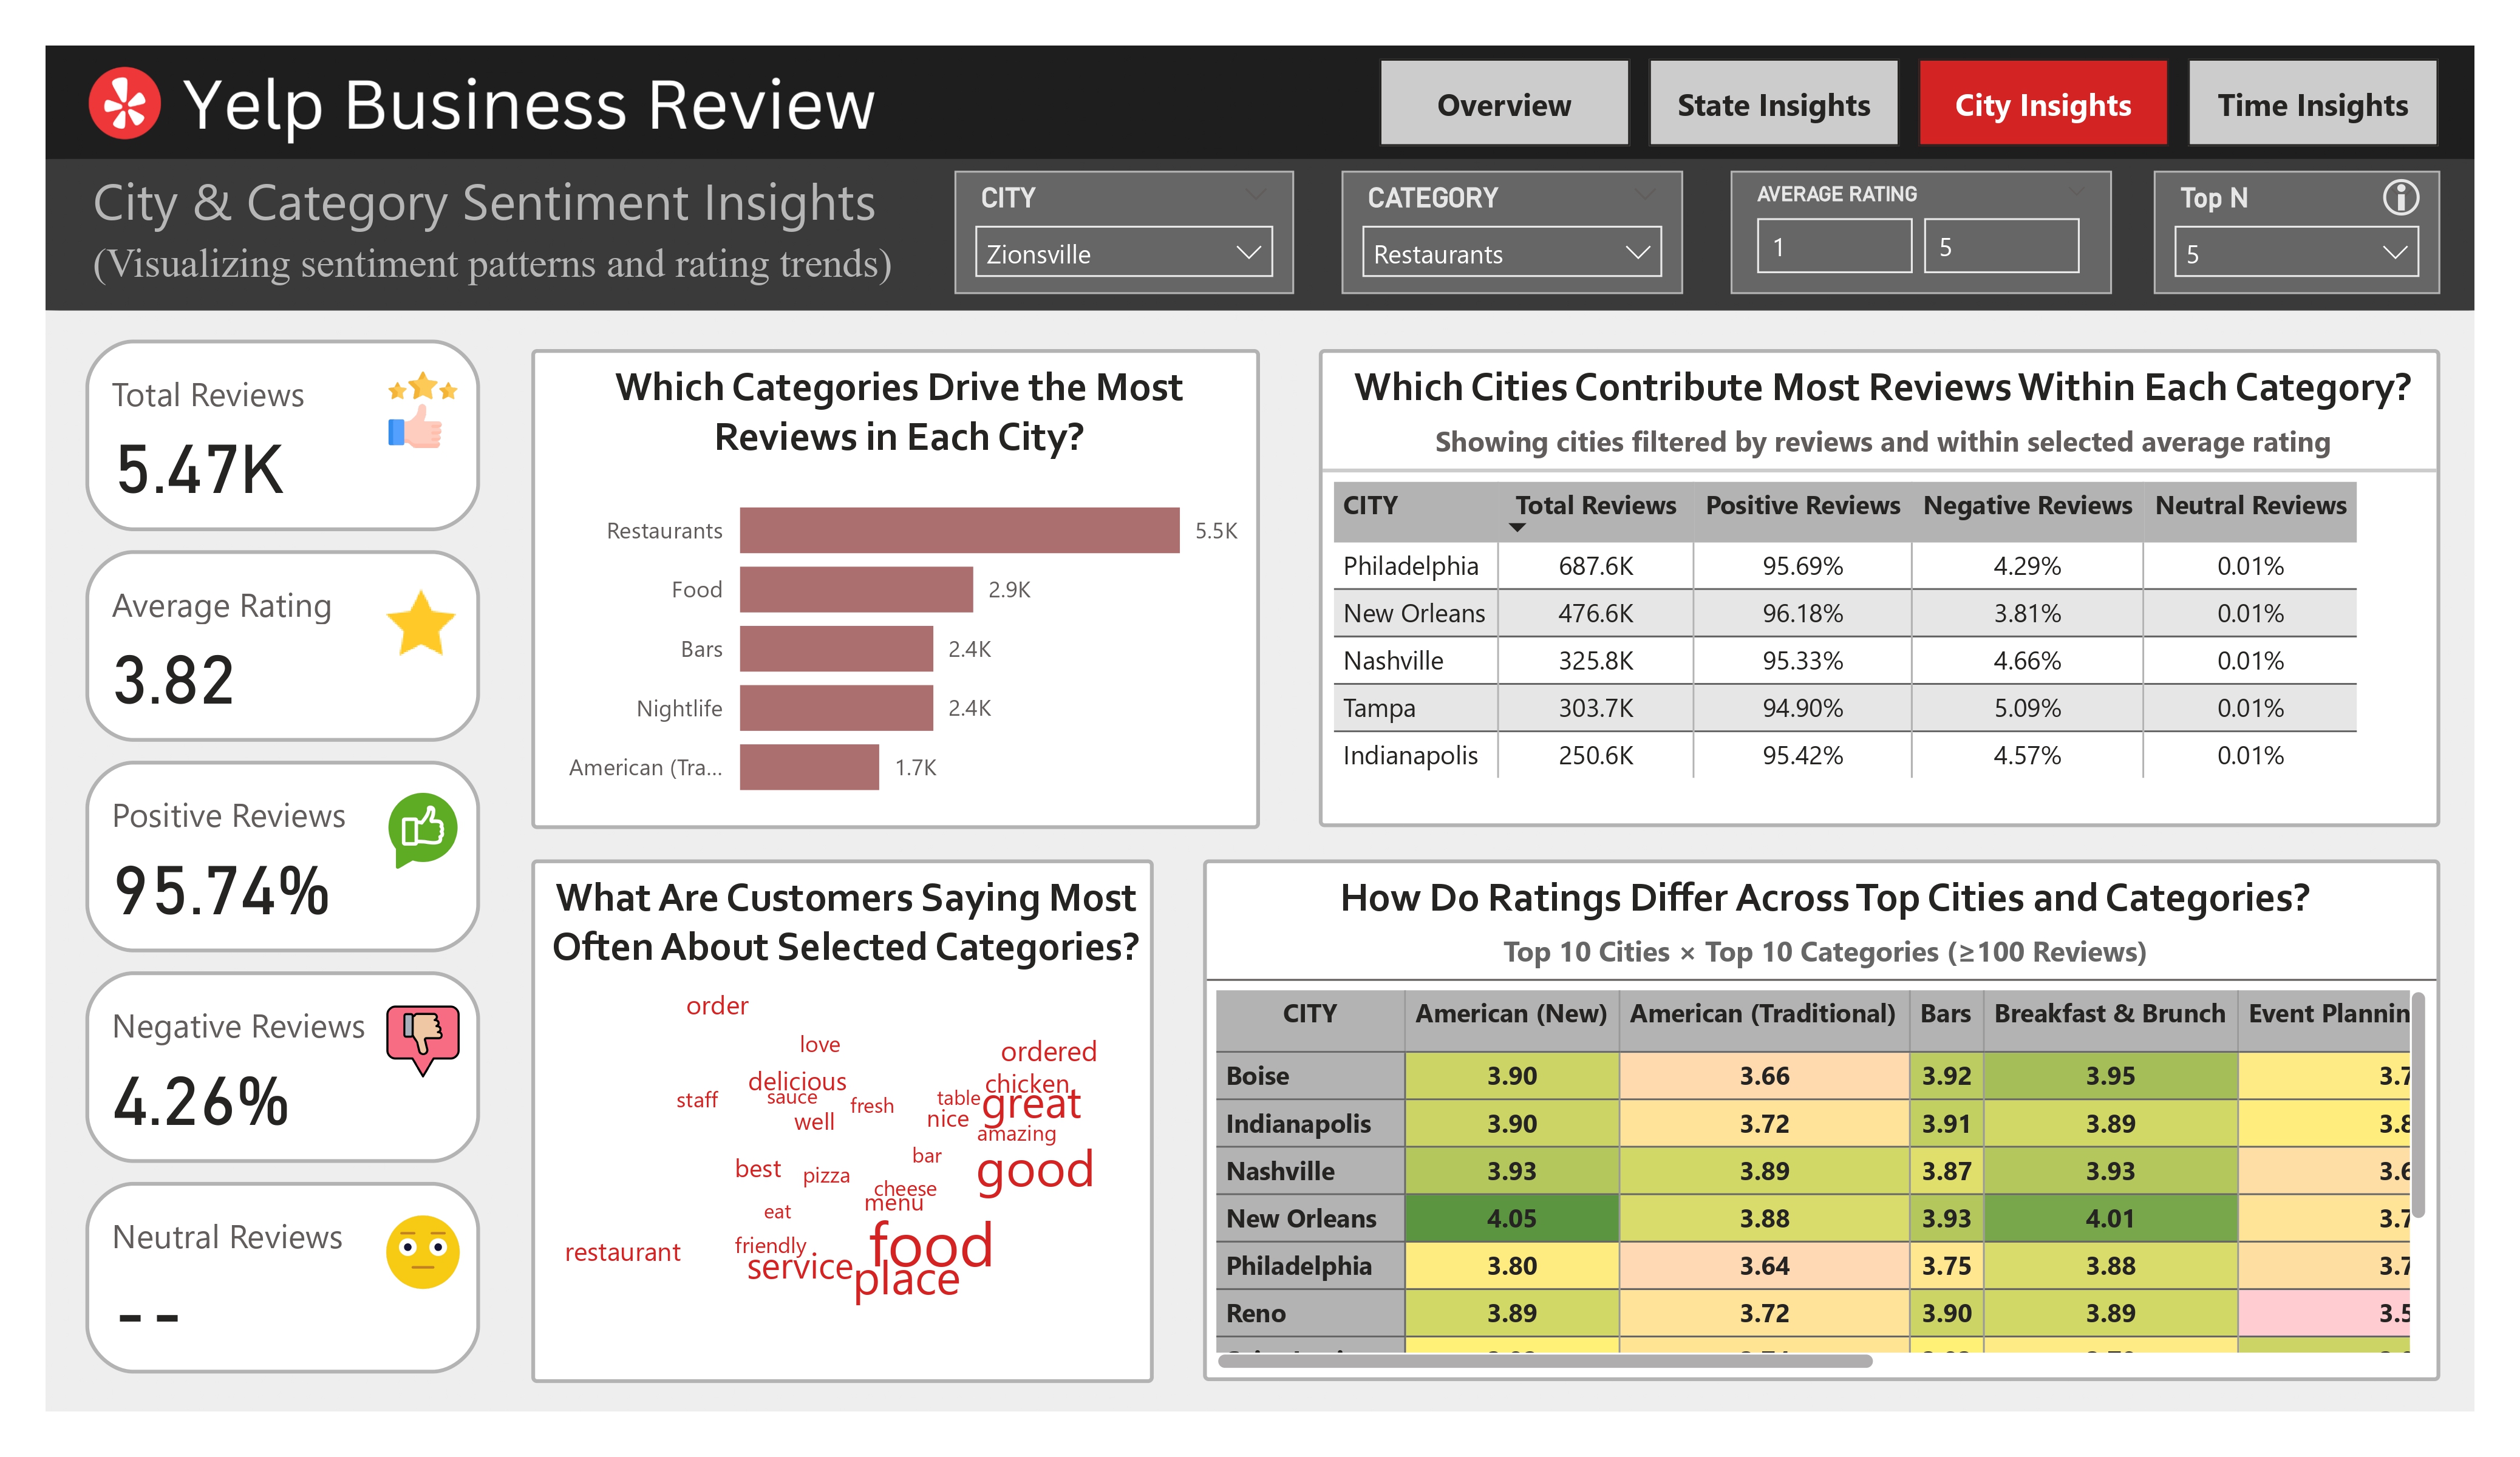 Yelp Business Review
Overview
State Insights
City Insights
Time Insights
City & Category Sentiment Insights
(Visualizing sentiment patterns and rating trends)
CITY
Zionsville
CATEGORY
Restaurants
AVERAGE RATING
1
5
Top N
5
Total Reviews
5.47K
Average Rating
3.82
Positive Reviews
95.74%
Negative Reviews
4.26%
Neutral Reviews
--
Which Categories Drive the Most
Reviews in Each City?
Restaurants 5.5K
Food 2.9K
Bars 2.4K
Nightlife 2.4K
American (Tra... 1.7K
Which Cities Contribute Most Reviews Within Each Category?
Showing cities filtered by reviews and within selected average rating
CITY Total Reviews Positive Reviews Negative Reviews Neutral Reviews
Philadelphia 687.6K 95.69% 4.29% 0.01%
New Orleans 476.6K 96.18% 3.81% 0.01%
Nashville 325.8K 95.33% 4.66% 0.01%
Tampa 303.7K 94.90% 5.09% 0.01%
Indianapolis 250.6K 95.42% 4.57% 0.01%
What Are Customers Saying Most
Often About Selected Categories?
order
love
ordered
delicious
chicken
staff
sauce
fresh
table
great
well
nice
amazing
bar
best
pizza
good
cheese
menu
eat
friendly
food
restaurant
service
place
How Do Ratings Differ Across Top Cities and Categories?
Top 10 Cities × Top 10 Categories (≥100 Reviews)
CITY American (New) American (Traditional) Bars Breakfast & Brunch Event Plannin
Boise 3.90 3.66 3.92 3.95 3.7
Indianapolis 3.90 3.72 3.91 3.89 3.8
Nashville 3.93 3.89 3.87 3.93 3.6
New Orleans 4.05 3.88 3.93 4.01 3.7
Philadelphia 3.80 3.64 3.75 3.88 3.7
Reno 3.89 3.72 3.90 3.89 3.5